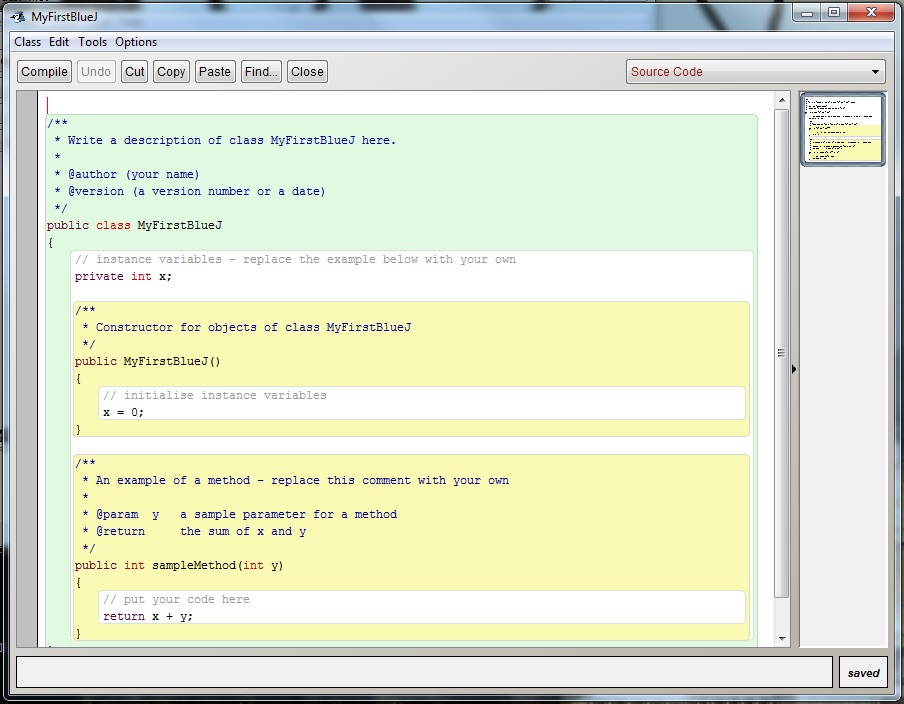 MyFirstBlueJ
Class Edit Tools Options
Compile Undo Cut Copy Paste Find... Close Source Code
/**
 * Write a description of class MyFirstBlueJ here.
 *
 * @author (your name)
 * @version (a version number or a date)
 */
public class MyFirstBlueJ
{
    // instance variables - replace the example below with your own
    private int x;
    /**
     * Constructor for objects of class MyFirstBlueJ
     */
    public MyFirstBlueJ()
    {
        // initialise instance variables
        x = 0;
    }
    /**
     * An example of a method - replace this comment with your own
     *
     * @param  y   a sample parameter for a method
     * @return     the sum of x and y
     */
    public int sampleMethod(int y)
    {
        // put your code here
        return x + y;
    }
saved